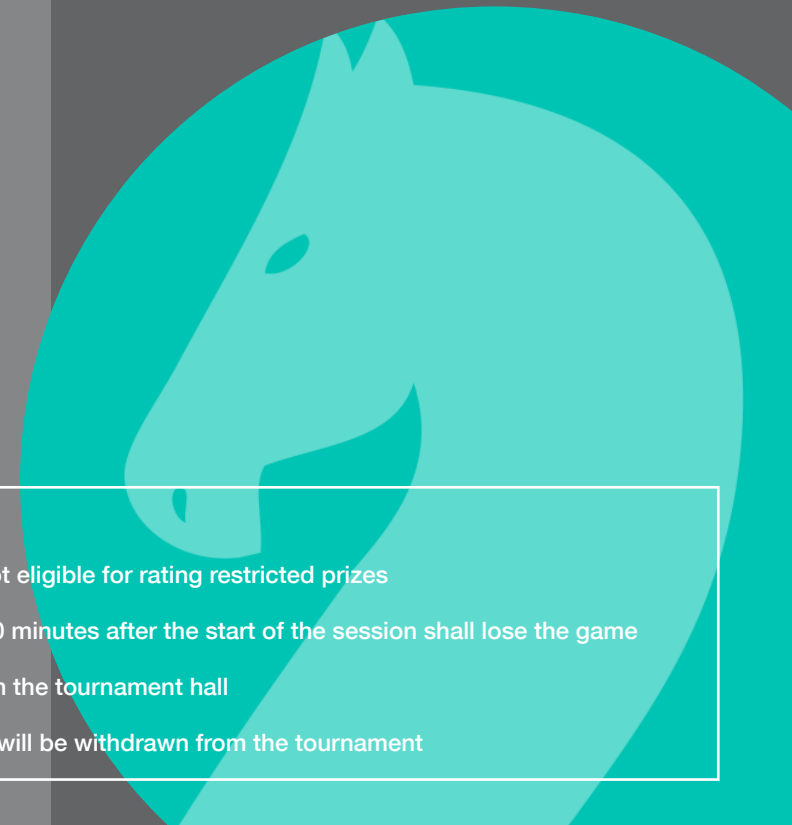 eligible for rating restricted prizes
minutes after the start of the session shall lose the game
the tournament hall
will be withdrawn from the tournament